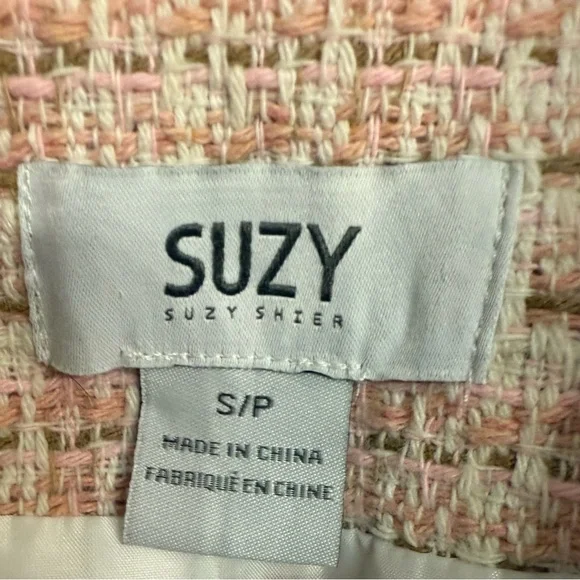 SUZY
SUZY SHIER
S/P
MADE IN CHINA
FABRIQUÉ EN CHINE